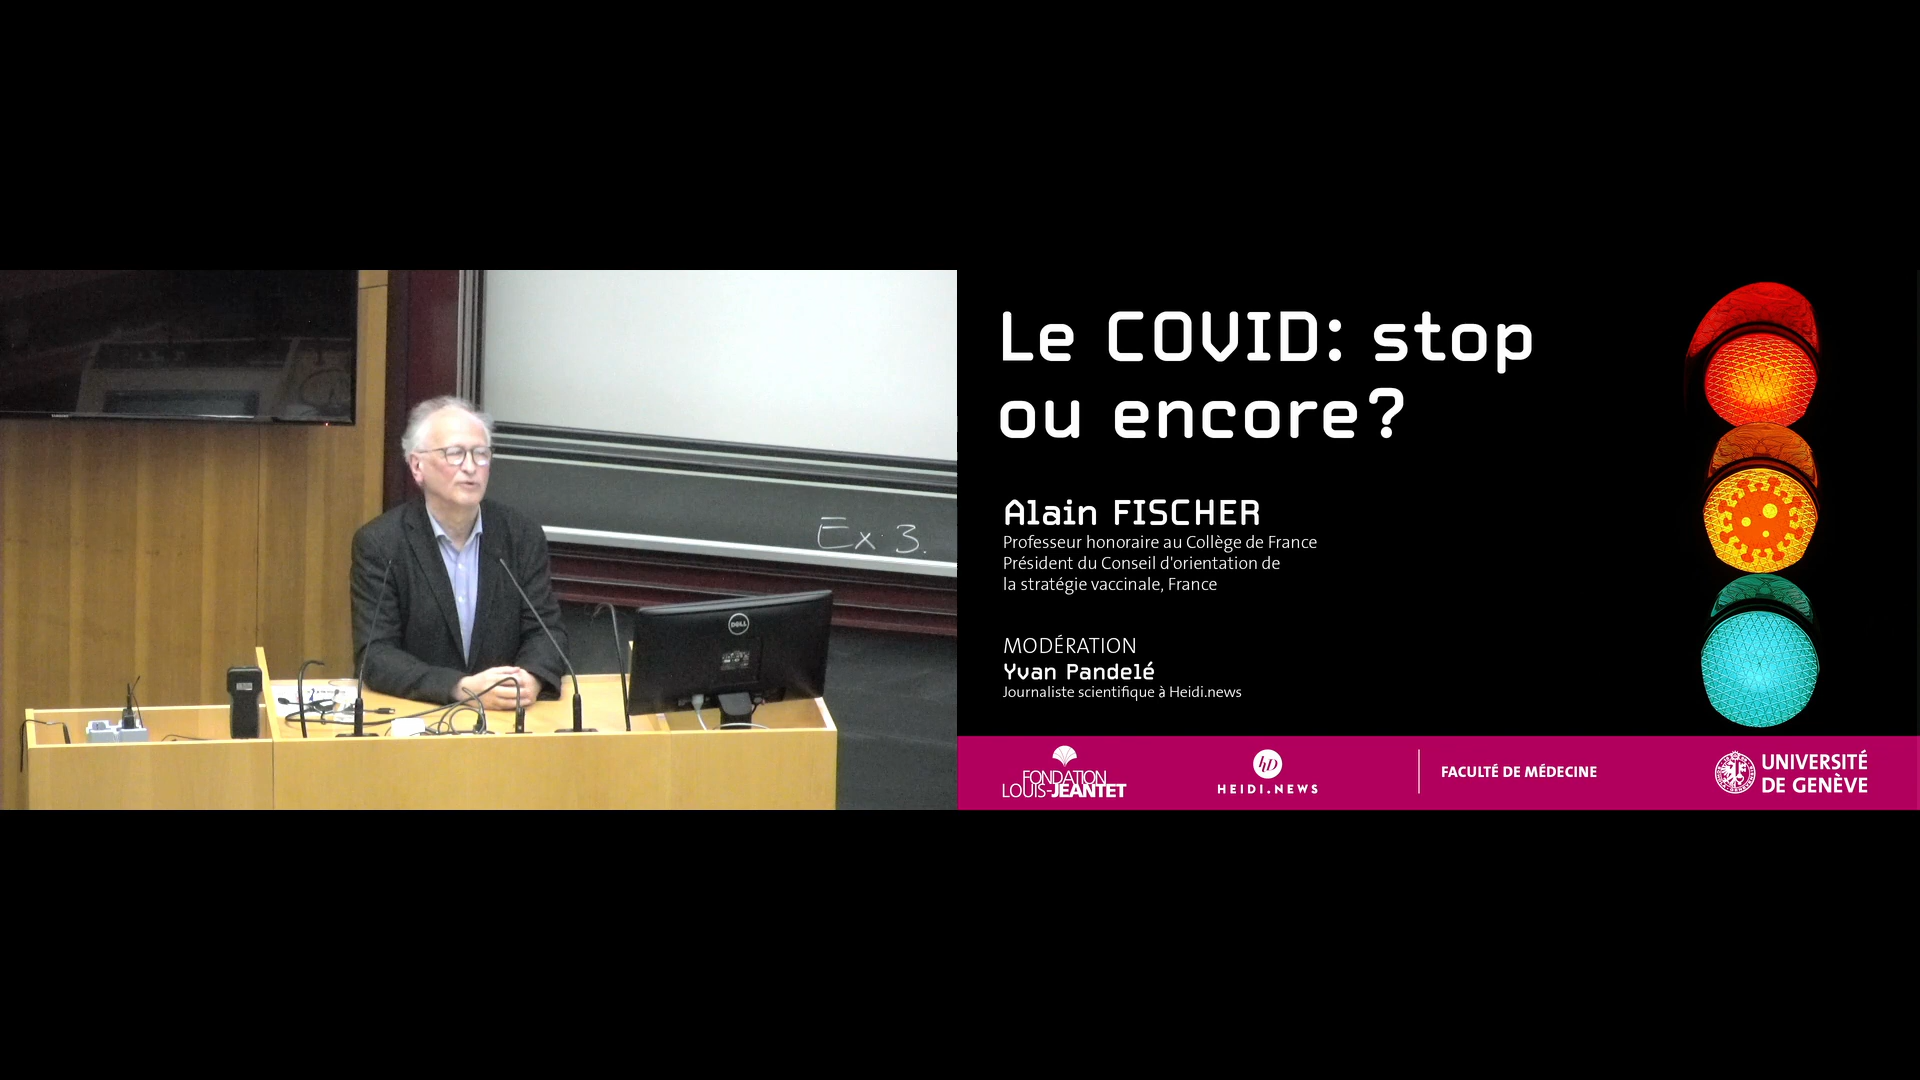 Ex. 3.
DELL
Le COVID: stop
ou encore?
Alain FISCHER
Professeur honoraire au Collège de France
Président du Conseil d'orientation de
la stratégie vaccinale, France
MODÉRATION
Yvan Pandelé
Journaliste scientifique à Heidi.news
FONDATION
LOUIS-JEANTET
HEIDI.NEWS
FACULTÉ DE MÉDECINE
UNIVERSITÉ
DE GENÈVE